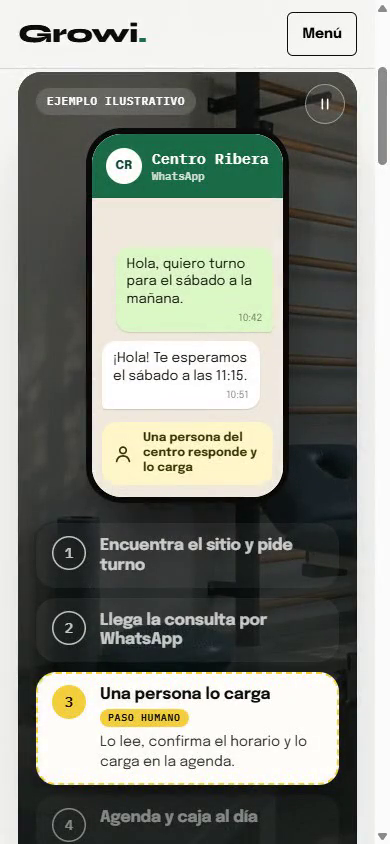 Growi.
Menú
EJEMPLO ILUSTRATIVO
CR
Centro Ribera
WhatsApp
Hola, quiero turno
para el sábado a la
mañana.
10:42
¡Hola! Te esperamos
el sábado a las 11:15.
10:51
Una persona del
centro responde y
lo carga
1
Encuentra el sitio y pide
turno
2
Llega la consulta por
WhatsApp
3
Una persona lo carga
PASO HUMANO
Lo lee, confirma el horario y lo
carga en la agenda.
4
Agenda y caja al día